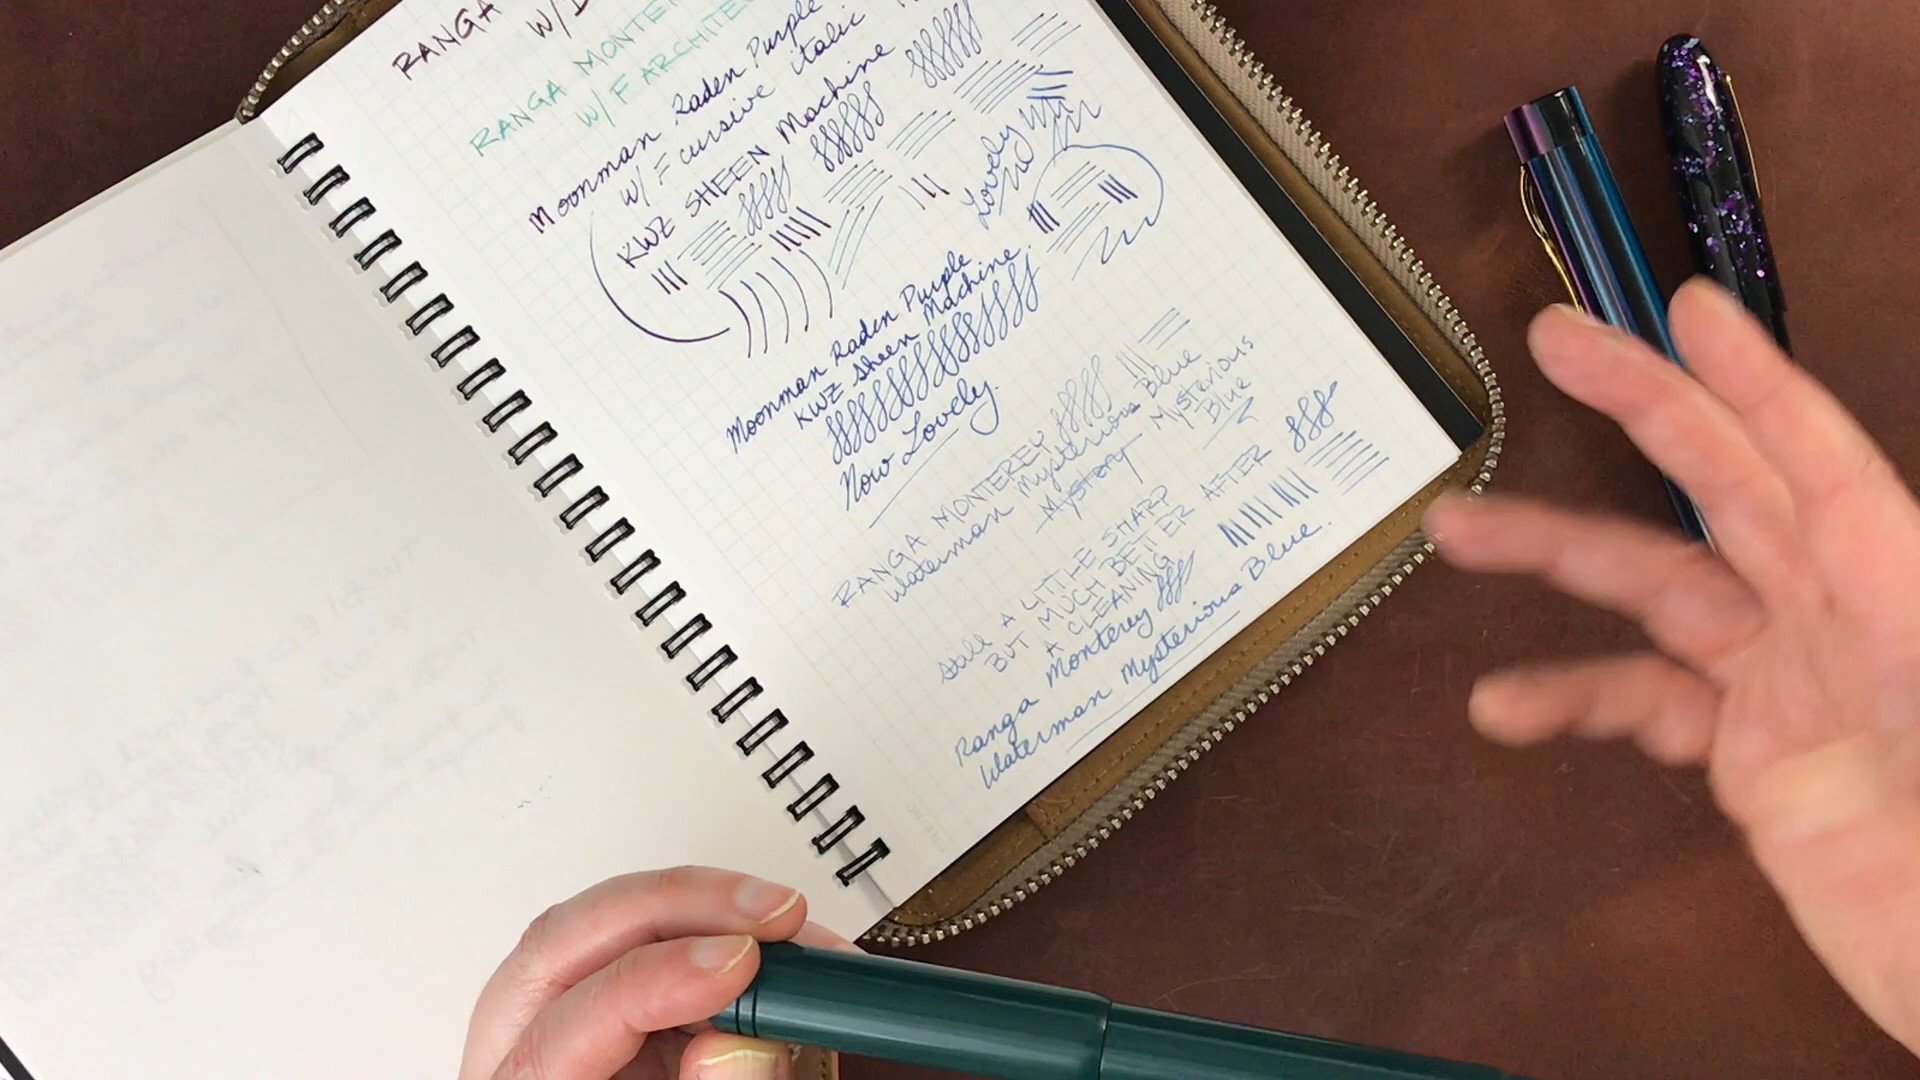 RANGA
W/
RANGA MONTE
W/ F ARCHITE
Moonman Raden Purple
W/ F cursive italic
KWZ SHEEN Machine
Lovely
Moonman Raden Purple
KWZ Sheen Machine.
Now Lovely.
RANGA MONTEREY
Waterman Mysterious Blue
Mystery Mysterious
Blue
Still A LITTLE SHARP
BUT MUCH BETTER AFTER
A CLEANING
Ranga Monterey
Waterman Mysterious Blue.